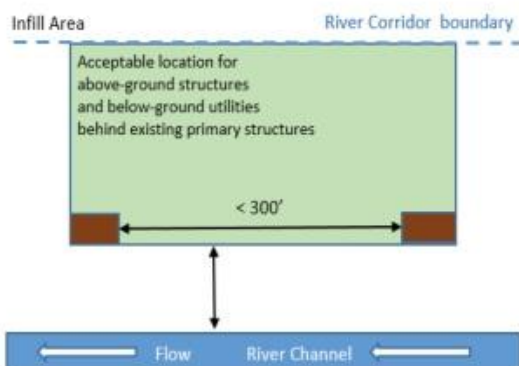 Infill Area
River Corridor boundary
Acceptable location for
above-ground structures
and below-ground utilities
behind existing primary structures
< 300’
Flow
River Channel